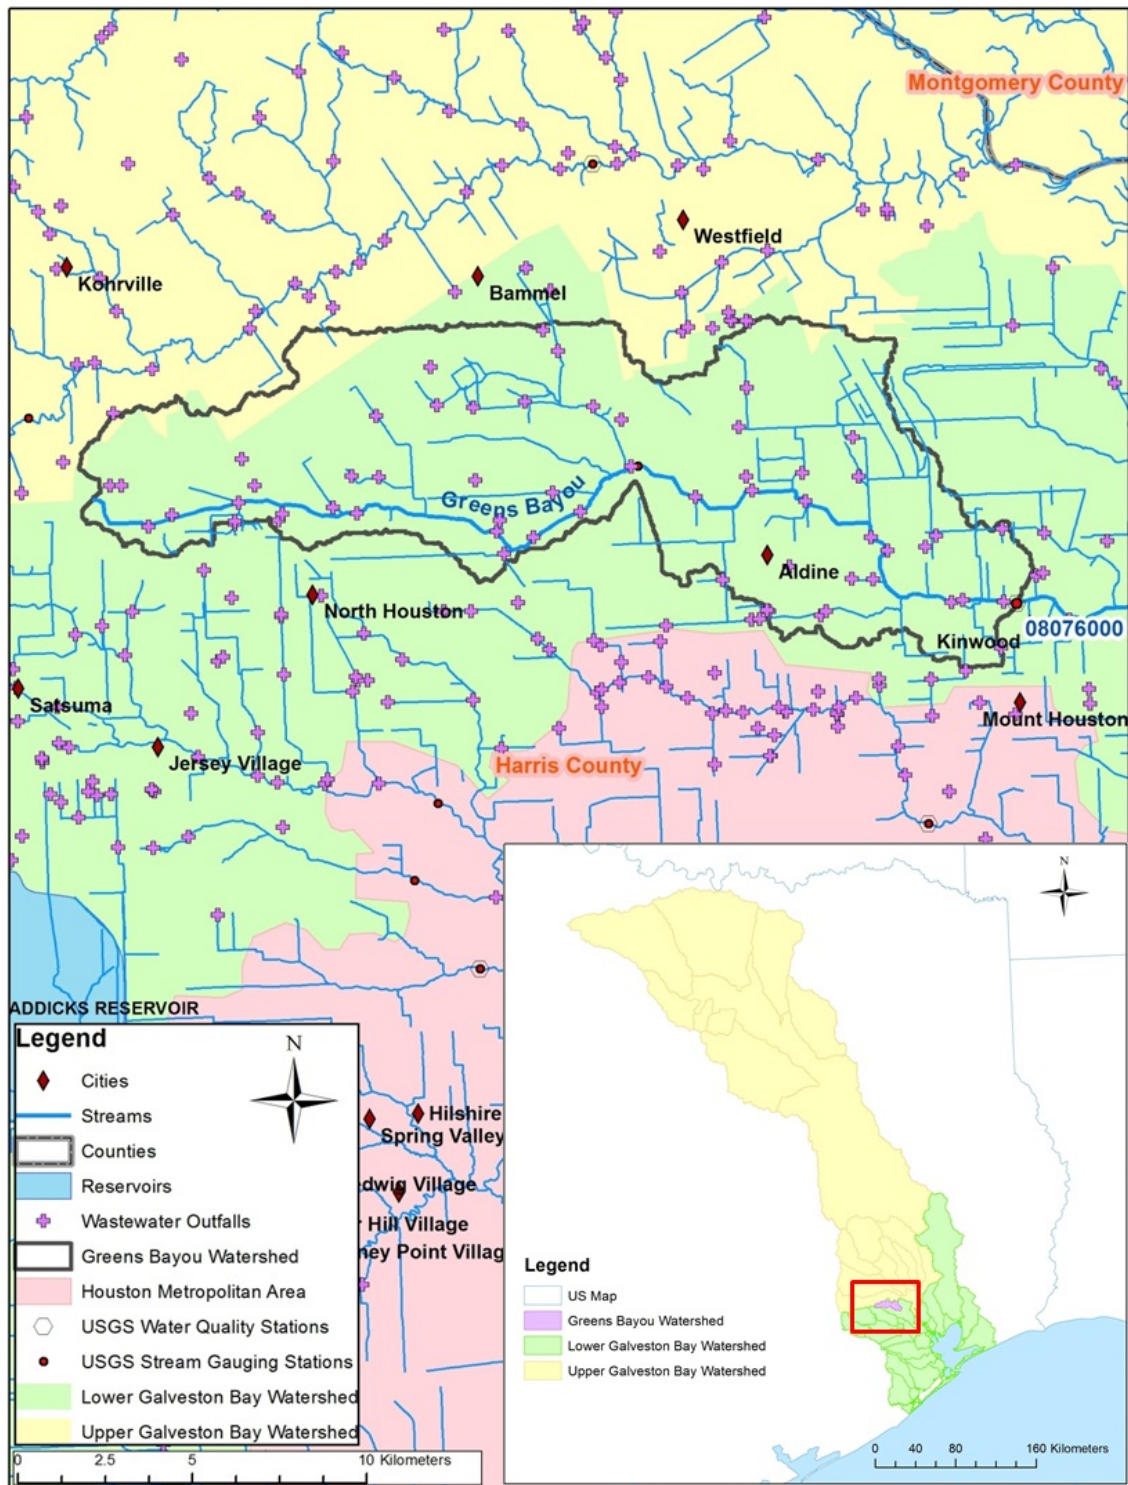 Montgomery County
Westfield
Kohrville
Bammel
Greens Bayou
Aldine
North Houston
08076000
Kinwood
Satsuma
Mount Houston
Jersey Village
Harris County
ADDICKS RESERVOIR
Legend
N
Cities
Streams
Counties
Reservoirs
Wastewater Outfalls
Greens Bayou Watershed
Houston Metropolitan Area
USGS Water Quality Stations
USGS Stream Gauging Stations
Lower Galveston Bay Watershed
Upper Galveston Bay Watershed
0 2.5 5 10 Kilometers
Hilshire
Spring Valley
edwig Village
r Hill Village
ney Point Villag
N
Legend
US Map
Greens Bayou Watershed
Lower Galveston Bay Watershed
Upper Galveston Bay Watershed
0 40 80 160 Kilometers